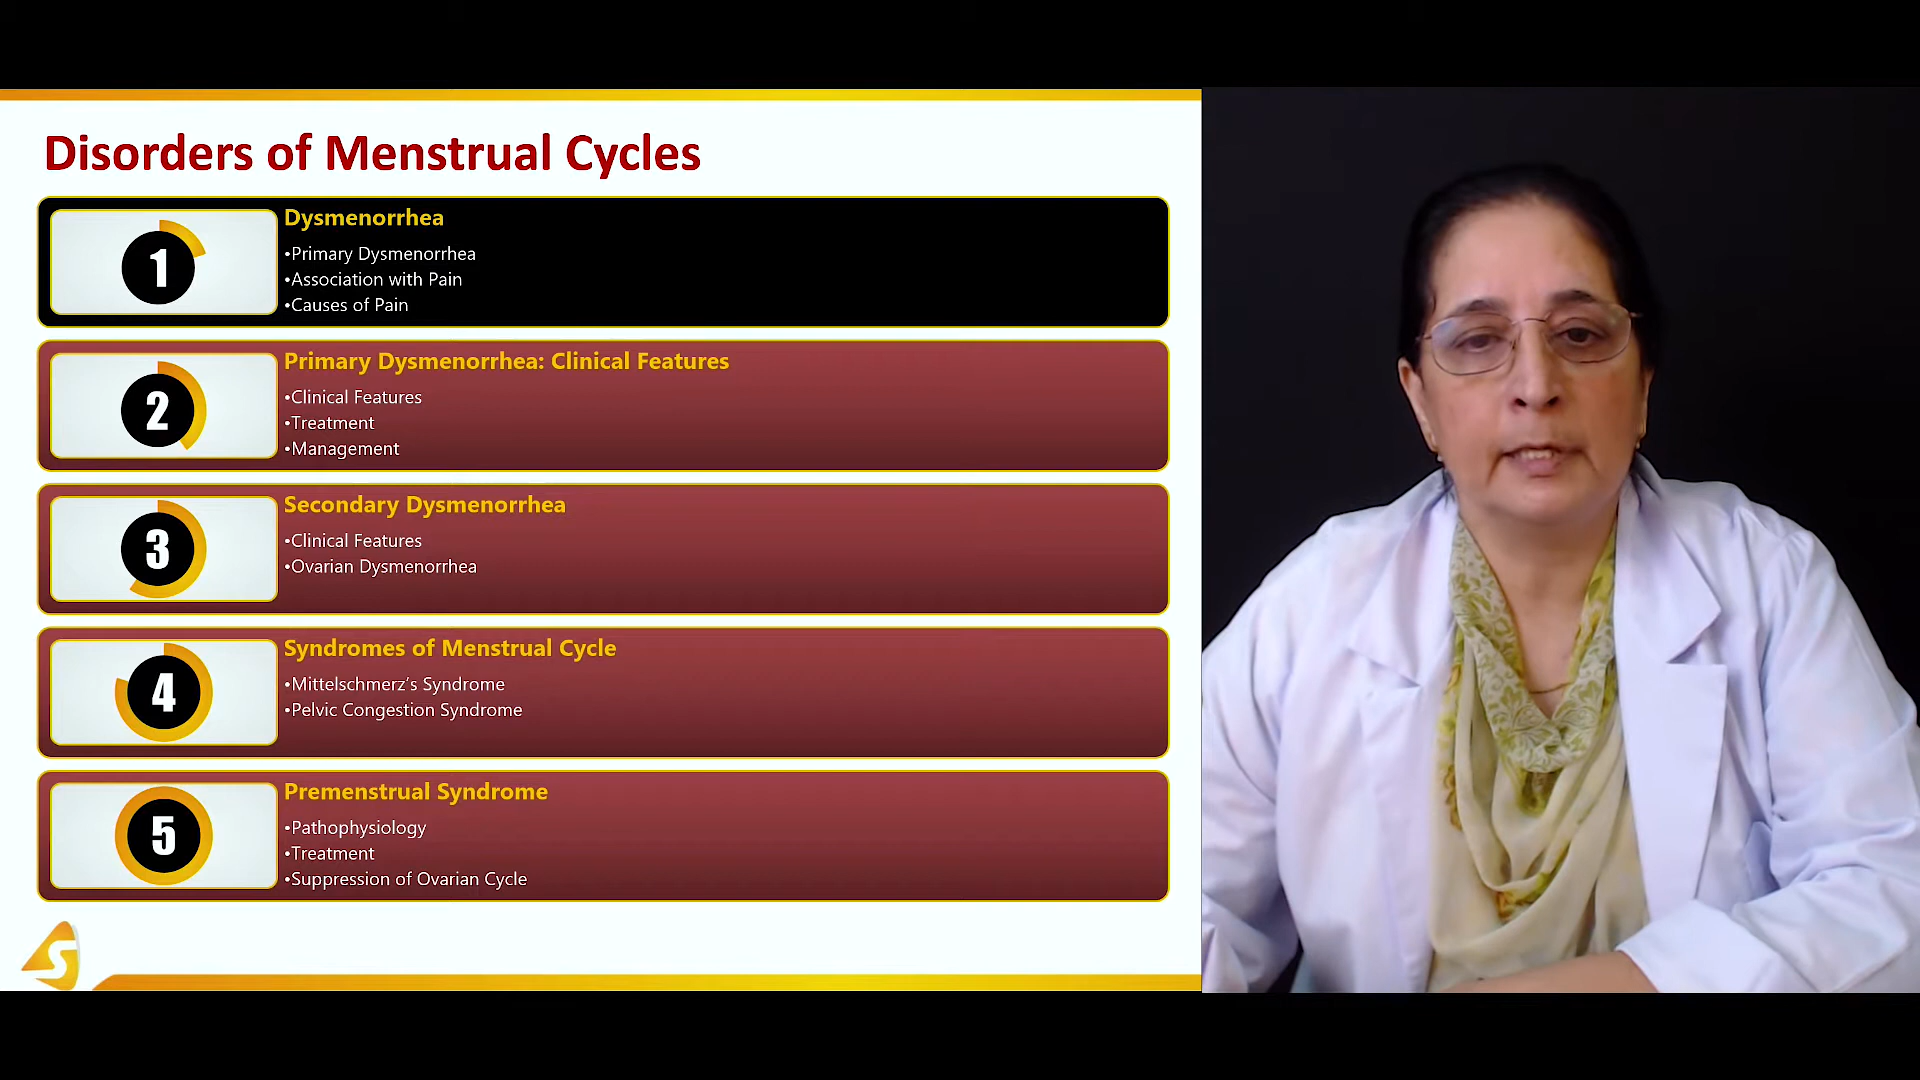 Disorders of Menstrual Cycles
1
Dysmenorrhea
•Primary Dysmenorrhea
•Association with Pain
•Causes of Pain
2
Primary Dysmenorrhea: Clinical Features
•Clinical Features
•Treatment
•Management
3
Secondary Dysmenorrhea
•Clinical Features
•Ovarian Dysmenorrhea
4
Syndromes of Menstrual Cycle
•Mittelschmerz's Syndrome
•Pelvic Congestion Syndrome
5
Premenstrual Syndrome
•Pathophysiology
•Treatment
•Suppression of Ovarian Cycle
S